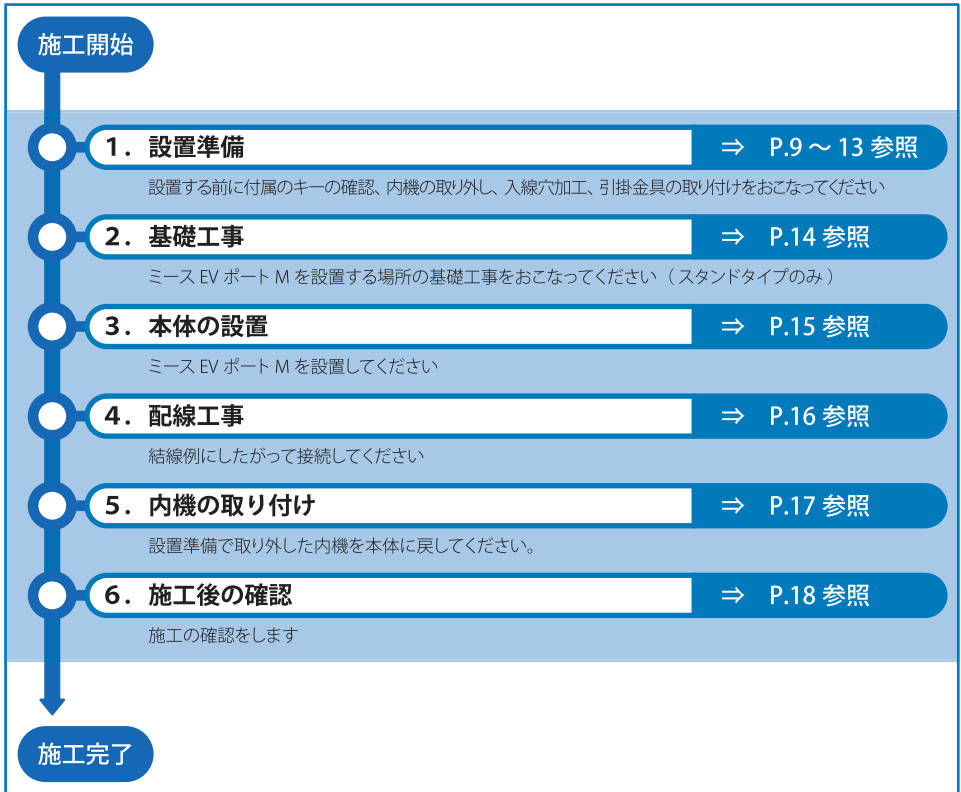 施工開始
1. 設置準備 ⇒ P.9 ～ 13 参照
設置する前に付属のキーの確認、内機の取り外し、入線穴加工、引掛金具の取り付けをおこなってください
2. 基礎工事 ⇒ P.14 参照
ミース EV ポート M を設置する場所の基礎工事をおこなってください（スタンドタイプのみ）
3. 本体の設置 ⇒ P.15 参照
ミース EV ポート M を設置してください
4. 配線工事 ⇒ P.16 参照
結線例にしたがって接続してください
5. 内機の取り付け ⇒ P.17 参照
設置準備で取り外した内機を本体に戻してください。
6. 施工後の確認 ⇒ P.18 参照
施工の確認をします
施工完了